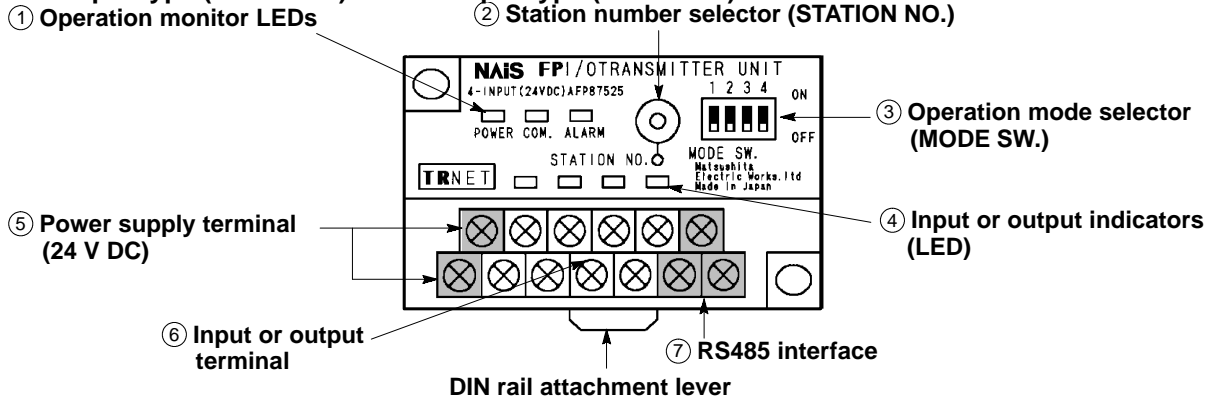 ① Operation monitor LEDs
② Station number selector (STATION NO.)
NAiS FP I/OTRANSMITTER UNIT
4-INPUT(24VDC)AFP87525
1 2 3 4
ON
OFF
POWER COM. ALARM
③ Operation mode selector
(MODE SW.)
STATION NO.
MODE SW.
Matsushita
Electric Works.ltd
Made in Japan
TRNET
④ Input or output indicators
(LED)
⑤ Power supply terminal
(24 V DC)
⑥ Input or output
terminal
⑦ RS485 interface
DIN rail attachment lever